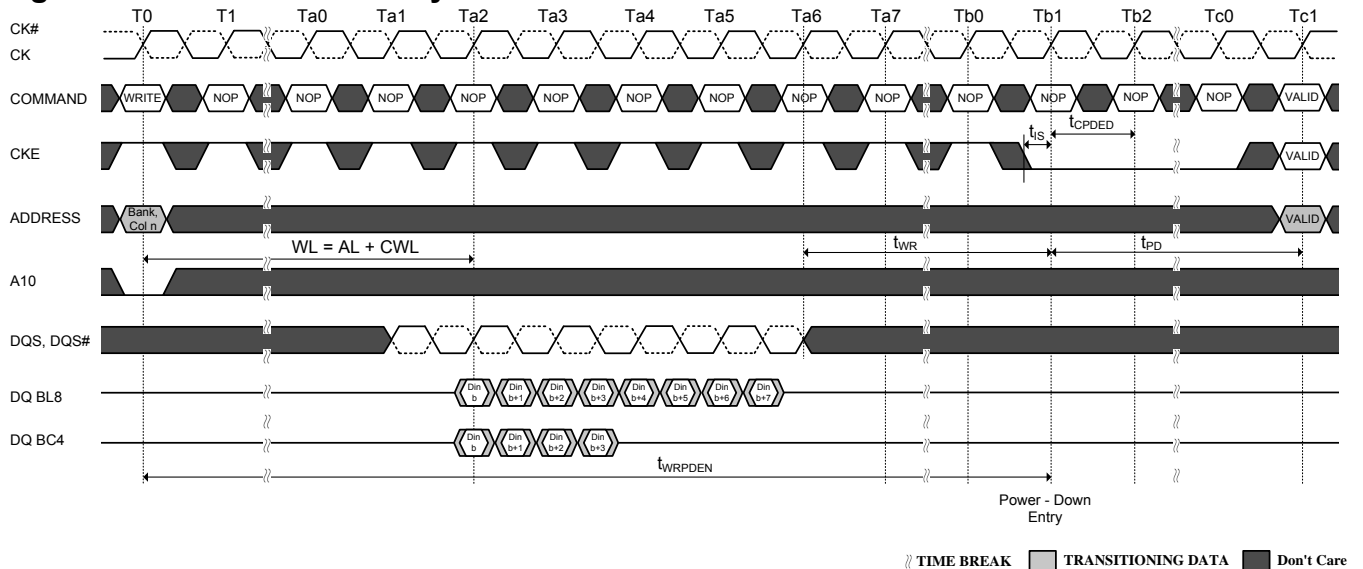 T0 T1 Ta0 Ta1 Ta2 Ta3 Ta4 Ta5 Ta6 Ta7 Tb0 Tb1 Tb2 Tc0 Tc1
CK#
CK
COMMAND WRITE NOP NOP NOP NOP NOP NOP NOP NOP NOP NOP NOP NOP NOP VALID
tIS tCPDED
CKE VALID
ADDRESS Bank, Col n VALID
WL = AL + CWL tWR tPD
A10
DQS, DQS#
DQ BL8 Din b Din b+1 Din b+2 Din b+3 Din b+4 Din b+5 Din b+6 Din b+7
DQ BC4 Din b Din b+1 Din b+2 Din b+3
tWRPDEN
Power - Down
Entry
TIME BREAK TRANSITIONING DATA Don't Care